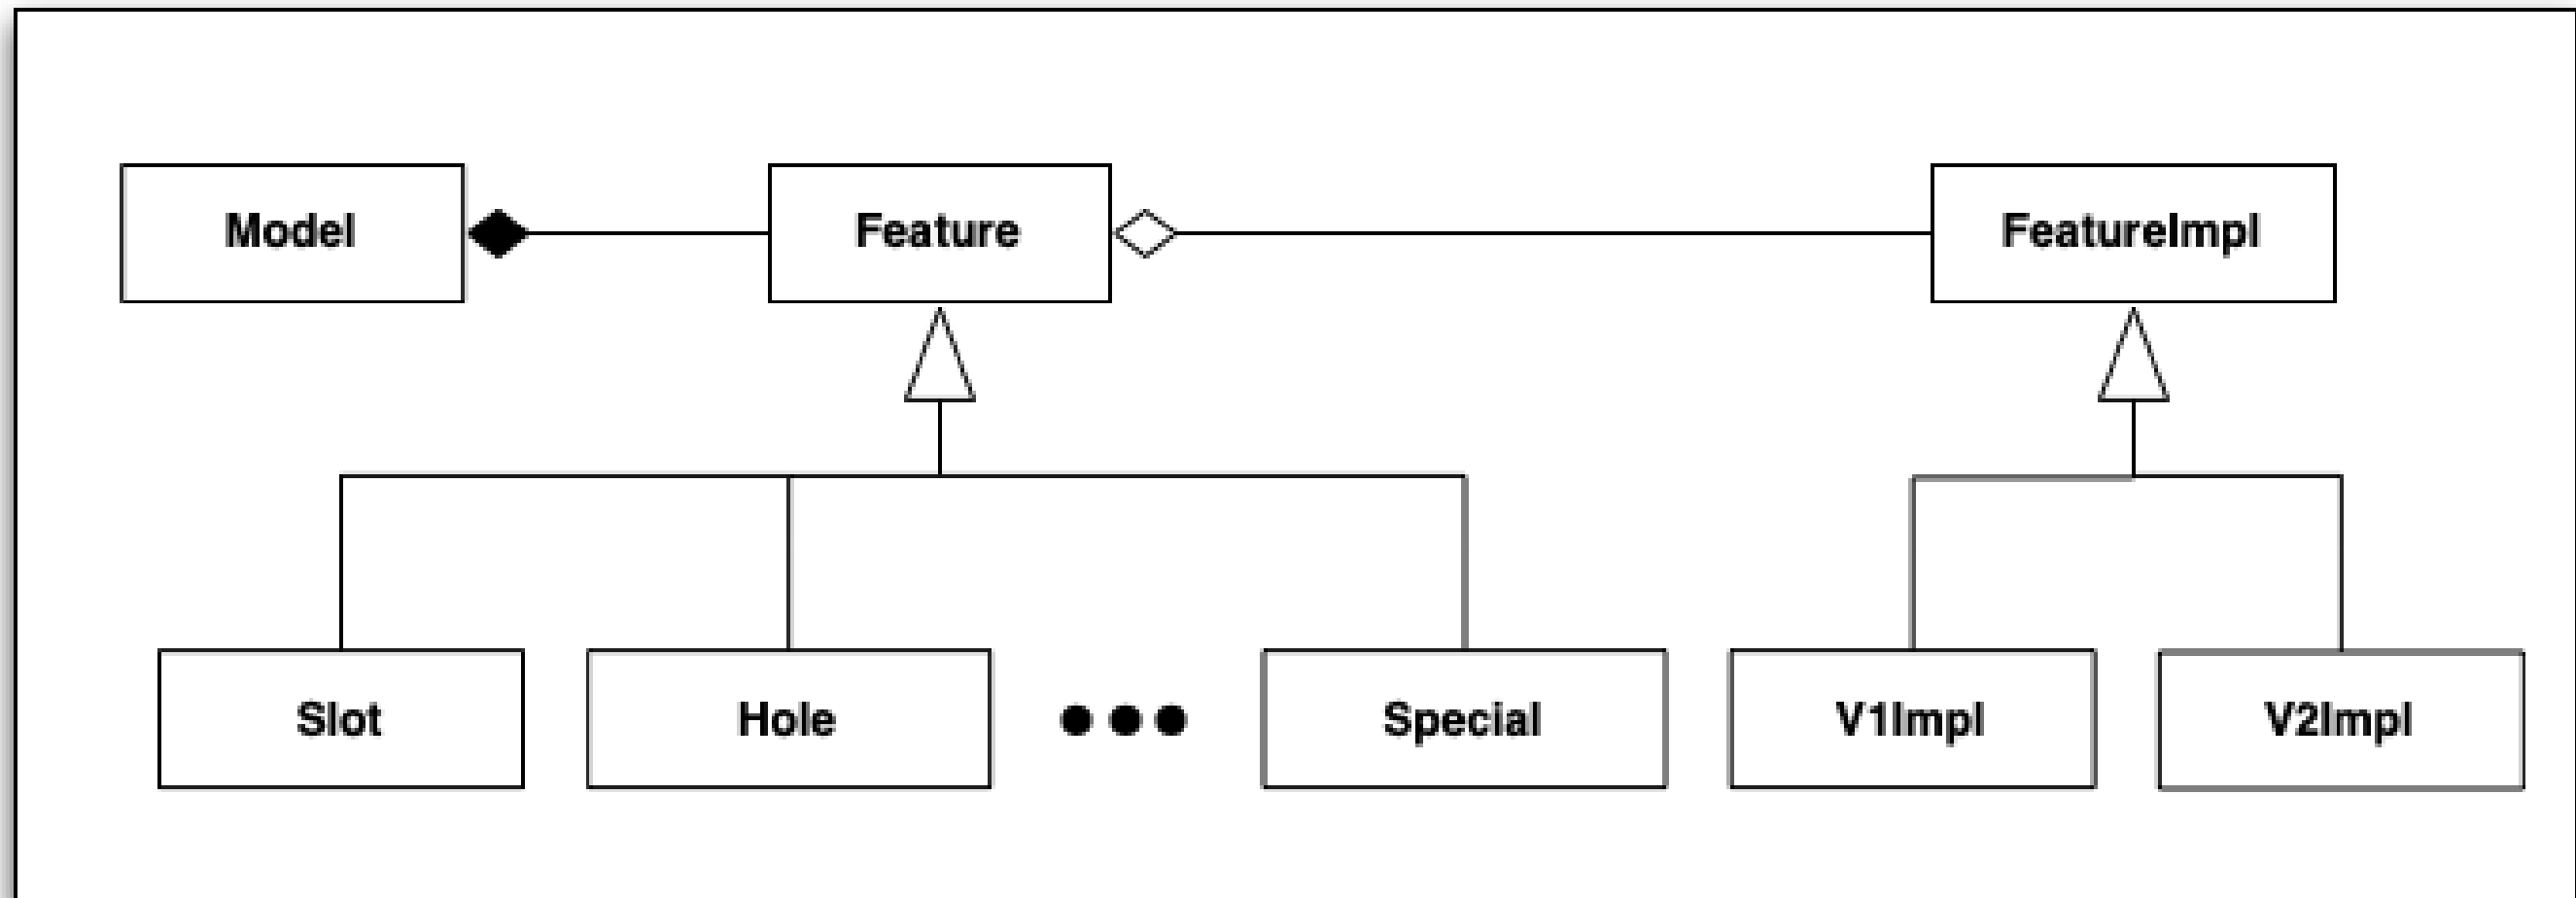 Model
Feature
FeatureImpl
Slot
Hole
Special
V1Impl
V2Impl